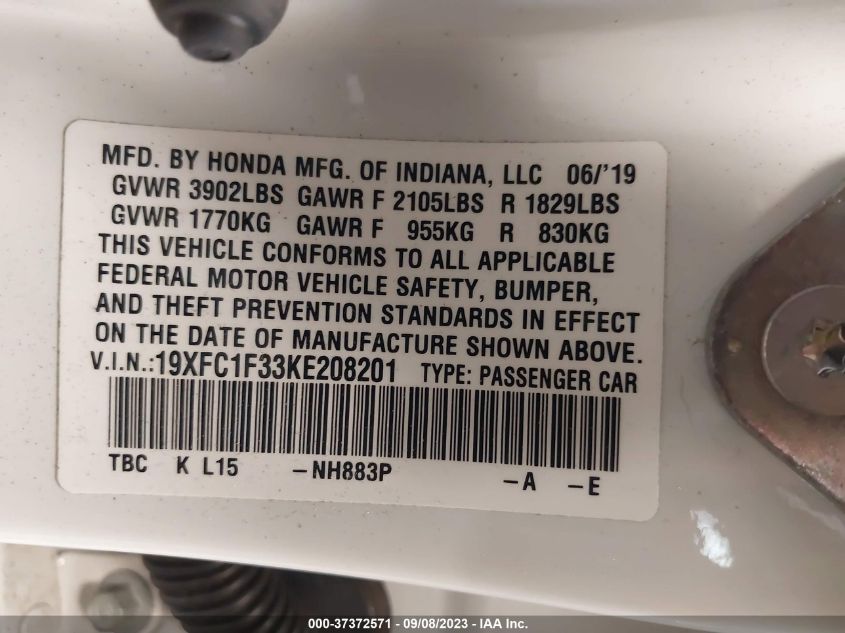 MFD. BY HONDA MFG. OF INDIANA, LLC 06/'19
GVWR 3902LBS GAWR F 2105LBS R 1829LBS
GVWR 1770KG GAWR F 955KG R 830KG
THIS VEHICLE CONFORMS TO ALL APPLICABLE
FEDERAL MOTOR VEHICLE SAFETY, BUMPER,
AND THEFT PREVENTION STANDARDS IN EFFECT
ON THE DATE OF MANUFACTURE SHOWN ABOVE.
V.I.N.:19XFC1F33KE208201 TYPE: PASSENGER CAR
TBC K L15 –NH883P –A –E
000-37372571 - 09/08/2023 - IAA Inc.